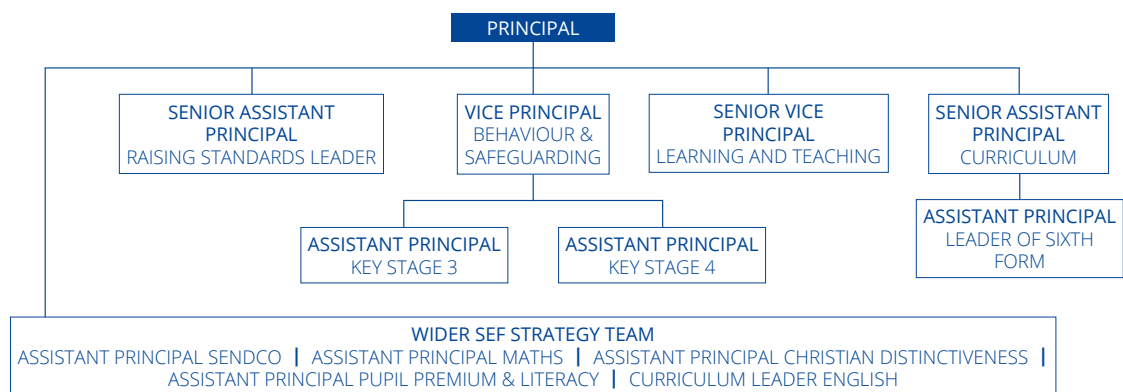 PRINCIPAL
SENIOR ASSISTANT
PRINCIPAL
RAISING STANDARDS LEADER
VICE PRINCIPAL
BEHAVIOUR &
SAFEGUARDING
SENIOR VICE
PRINCIPAL
LEARNING AND TEACHING
SENIOR ASSISTANT
PRINCIPAL
CURRICULUM
ASSISTANT PRINCIPAL
KEY STAGE 3
ASSISTANT PRINCIPAL
KEY STAGE 4
ASSISTANT PRINCIPAL
LEADER OF SIXTH
FORM
WIDER SEF STRATEGY TEAM
ASSISTANT PRINCIPAL SENDCO | ASSISTANT PRINCIPAL MATHS | ASSISTANT PRINCIPAL CHRISTIAN DISTINCTIVENESS |
ASSISTANT PRINCIPAL PUPIL PREMIUM & LITERACY | CURRICULUM LEADER ENGLISH